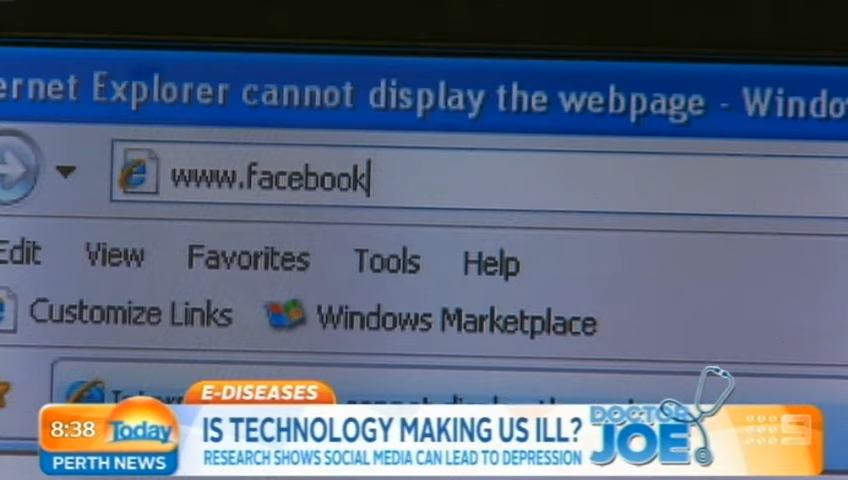 ernet Explorer cannot display the webpage - Windo
www.facebook
Edit View Favorites Tools Help
Customize Links Windows Marketplace
E-DISEASES
8:38 Today
IS TECHNOLOGY MAKING US ILL?
DOCTOR JOE
PERTH NEWS
RESEARCH SHOWS SOCIAL MEDIA CAN LEAD TO DEPRESSION
9